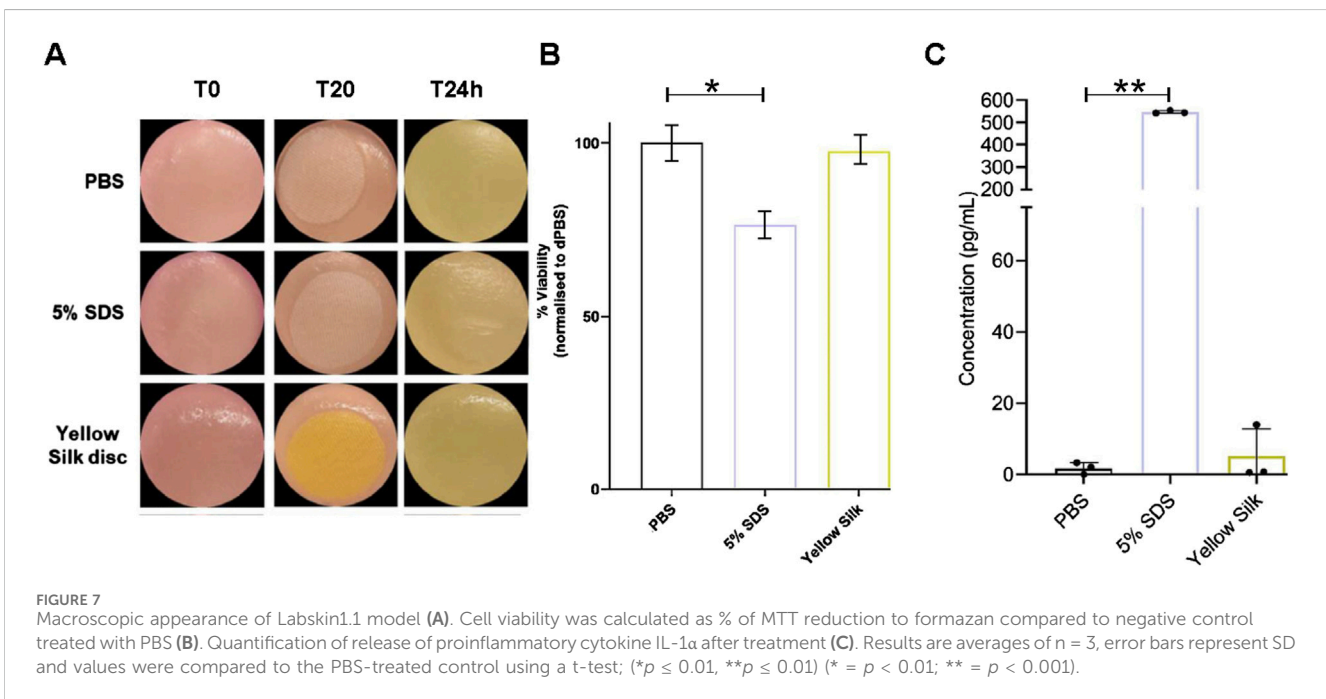 A
T0 T20 T24h
PBS
5% SDS
Yellow
Silk disc
B
*
% Viability
(normalised to dPBS)
100
50
0
PBS
5% SDS
Yellow Silk
C
**
Concentration (pg/mL)
600
500
400
300
200
60
40
20
0
PBS
5% SDS
Yellow Silk
FIGURE 7
Macroscopic appearance of Labskin1.1 model (A). Cell viability was calculated as % of MTT reduction to formazan compared to negative control
treated with PBS (B). Quantification of release of proinflammatory cytokine IL-1α after treatment (C). Results are averages of n = 3, error bars represent SD
and values were compared to the PBS-treated control using a t-test; (*p ≤ 0.01, **p ≤ 0.01) (* = p < 0.01; ** = p < 0.001).